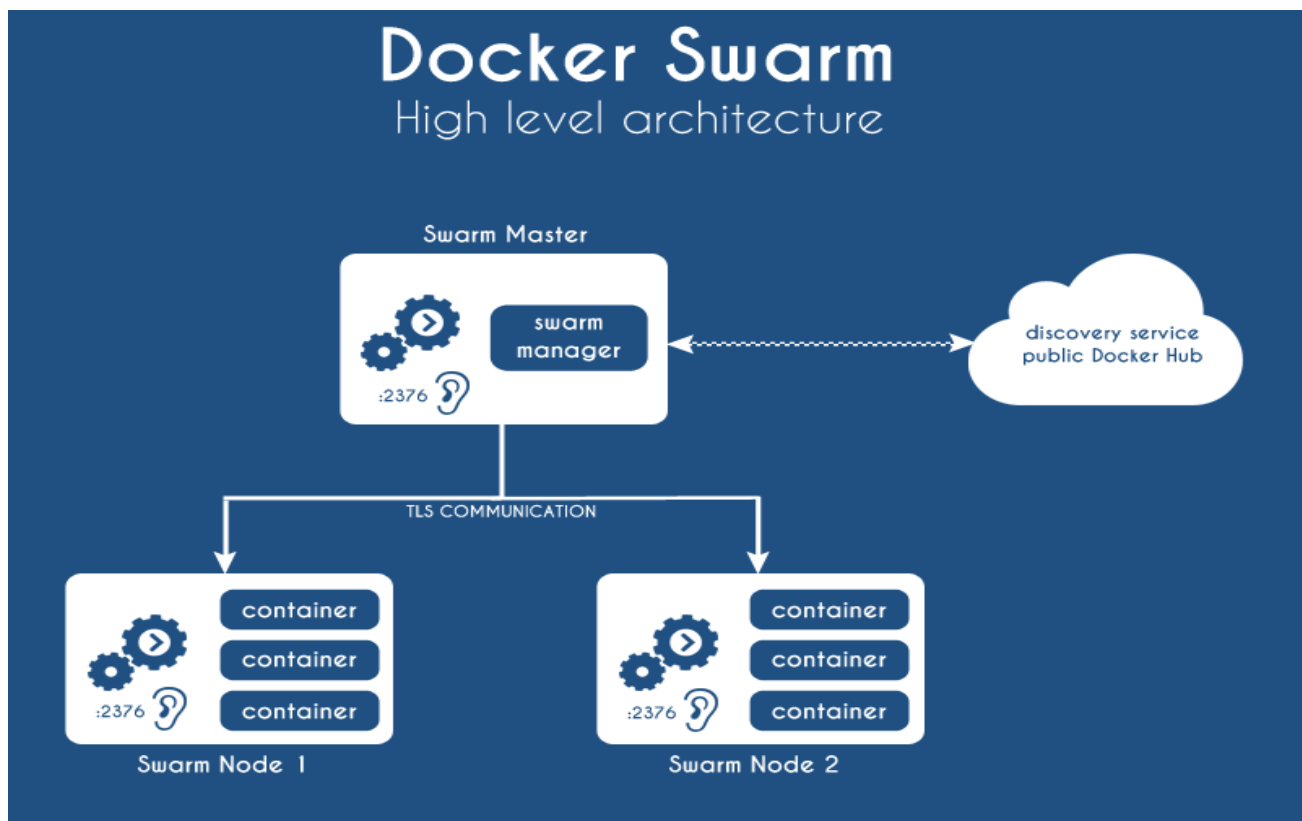 Docker Swarm
High level architecture
Swarm Master
swarm
manager
:2376
discovery service
public Docker Hub
TLS COMMUNICATION
container
container
container
:2376
Swarm Node 1
container
container
container
:2376
Swarm Node 2